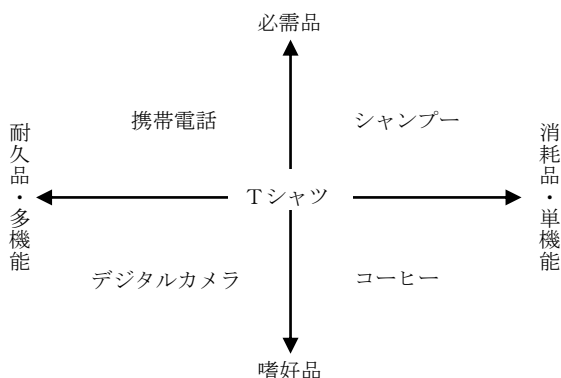 必需品
携帯電話
シャンプー
耐久品・多機能
Tシャツ
消耗品・単機能
デジタルカメラ
コーヒー
嗜好品